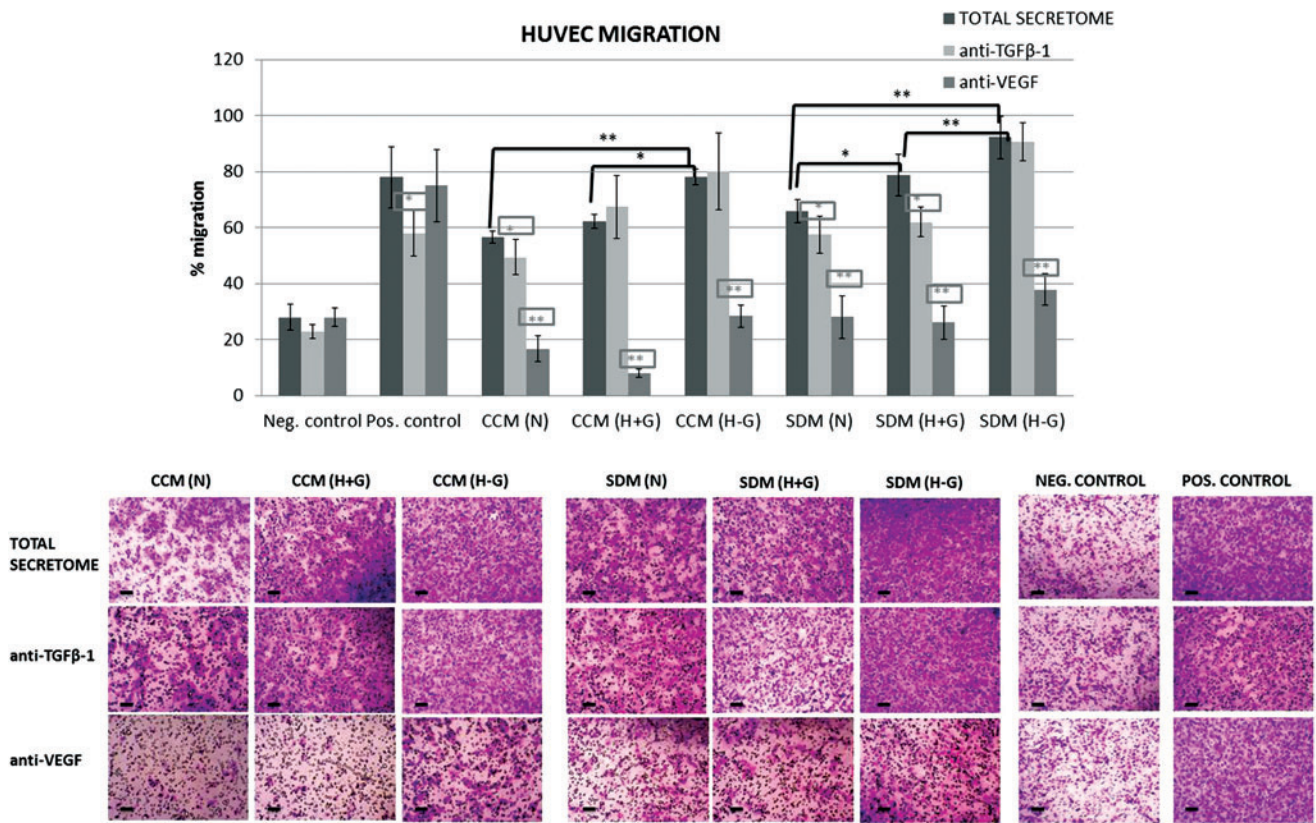 HUVEC MIGRATION
TOTAL SECRETOME
anti-TGFβ-1
anti-VEGF
% migration
120
100
80
60
40
20
0
** ** ** * *
* * * *
** ** ** ** ** **
Neg. control Pos. control CCM (N) CCM (H+G) CCM (H-G) SDM (N) SDM (H+G) SDM (H-G)
CCM (N) CCM (H+G) CCM (H-G) SDM (N) SDM (H+G) SDM (H-G) NEG. CONTROL POS. CONTROL
TOTAL
SECRETOME
anti-TGFβ-1
anti-VEGF